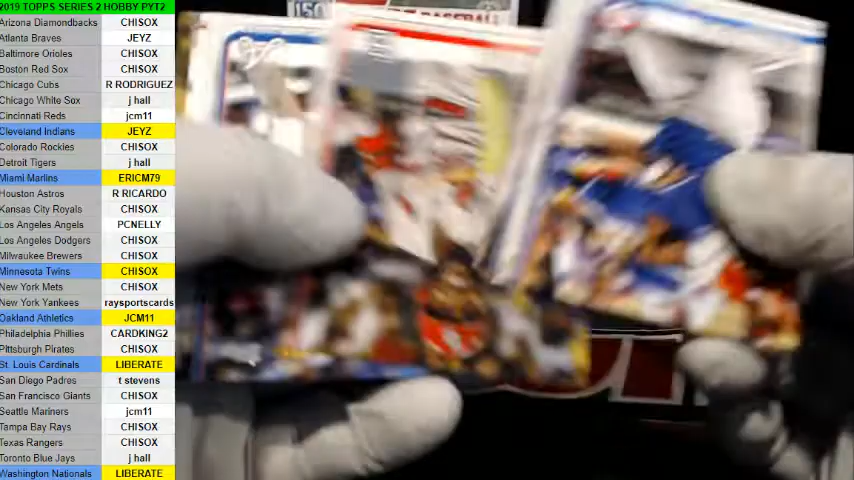 2019 TOPPS SERIES 2 HOBBY PYT2
Arizona Diamondbacks CHISOX
Atlanta Braves JEYZ
Baltimore Orioles CHISOX
Boston Red Sox CHISOX
Chicago Cubs R RODRIGUEZ
Chicago White Sox j hall
Cincinnati Reds jcm11
Cleveland Indians JEYZ
Colorado Rockies CHISOX
Detroit Tigers j hall
Miami Marlins ERICM79
Houston Astros R RICARDO
Kansas City Royals CHISOX
Los Angeles Angels PCNELLY
Los Angeles Dodgers CHISOX
Milwaukee Brewers CHISOX
Minnesota Twins CHISOX
New York Mets CHISOX
New York Yankees raysportscards
Oakland Athletics JCM11
Philadelphia Phillies CARDKING2
Pittsburgh Pirates CHISOX
St. Louis Cardinals LIBERATE
San Diego Padres t stevens
San Francisco Giants CHISOX
Seattle Mariners jcm11
Tampa Bay Rays CHISOX
Texas Rangers CHISOX
Toronto Blue Jays j hall
Washington Nationals LIBERATE
150
BASEBALL